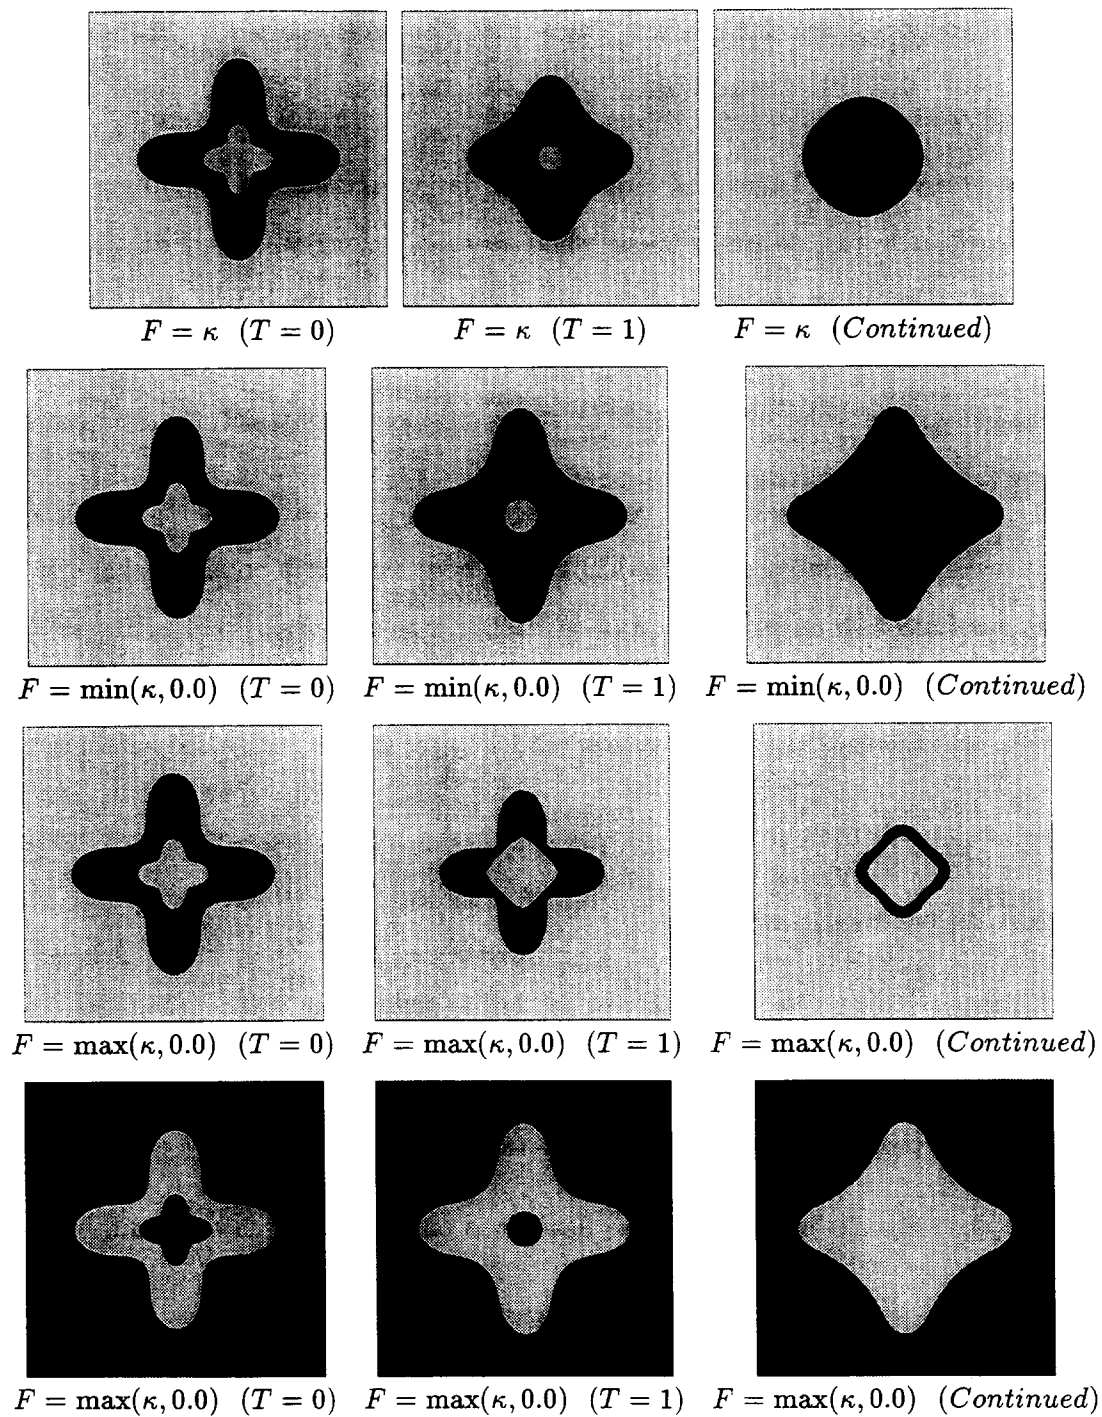 F = κ (T = 0) F = κ (T = 1) F = κ (Continued)
F = min(κ, 0.0) (T = 0) F = min(κ, 0.0) (T = 1) F = min(κ, 0.0) (Continued)
F = max(κ, 0.0) (T = 0) F = max(κ, 0.0) (T = 1) F = max(κ, 0.0) (Continued)
F = max(κ, 0.0) (T = 0) F = max(κ, 0.0) (T = 1) F = max(κ, 0.0) (Continued)